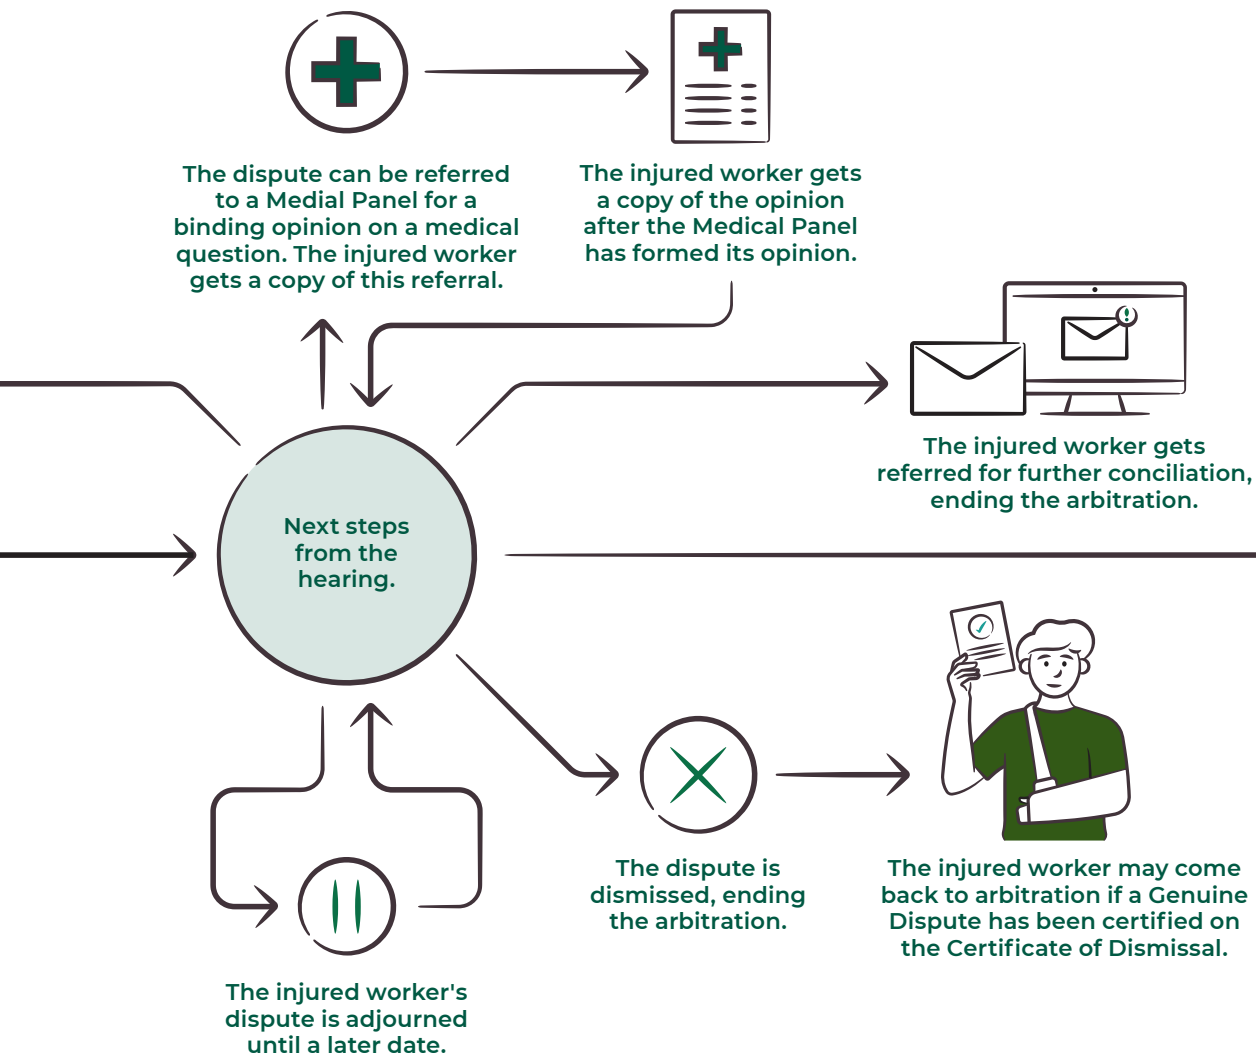 The dispute can be referred
to a Medial Panel for a
binding opinion on a medical
question. The injured worker
gets a copy of this referral.
The injured worker gets
a copy of the opinion
after the Medical Panel
has formed its opinion.
The injured worker gets
referred for further conciliation,
ending the arbitration.
Next steps
from the
hearing.
The dispute is
dismissed, ending
the arbitration.
The injured worker may come
back to arbitration if a Genuine
Dispute has been certified on
the Certificate of Dismissal.
The injured worker's
dispute is adjourned
until a later date.